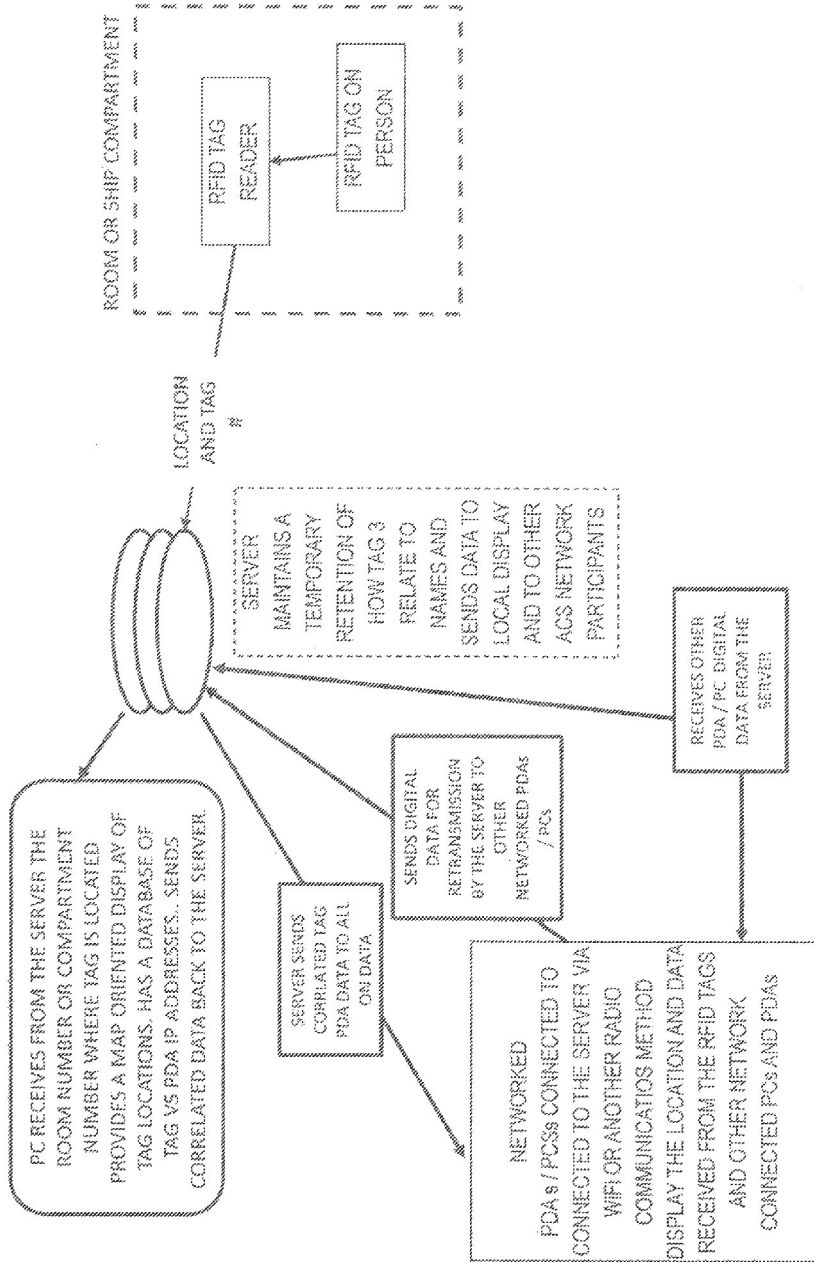 PC RECEIVES FROM THE SERVER THE
ROOM NUMBER OR COMPARTMENT
NUMBER WHERE TAG IS LOCATED
PROVIDES A MAP ORIENTED DISPLAY OF
TAG LOCATIONS. HAS A DATABASE OF
TAG VS PDA IP ADDRESSES.. SENDS
CORRELATED DATA BACK TO THE SERVER.
LOCATION
AND TAG
#
ROOM OR SHIP COMPARTMENT
RFID TAG
READER
RFID TAG ON
PERSON
SERVER
MAINTAINS A
TEMPORARY
RETENTION OF
HOW TAG 3
RELATE TO
NAMES AND
SENDS DATA TO
LOCAL DISPLAY
AND TO OTHER
ACS NETWORK
PARTICIPANTS
SERVER SENDS
CORRLATED TAG
PDA DATA TO ALL
ON DATA
SENDS DIGITAL
DATA FOR
RETRANSMISSION
BY THE SERVER TO
OTHER
NETWORKED PDAs
/ PCs
NETWORKED
PDA s / PCSs CONNECTED TO
CONNECTED TO THE SERVER VIA
WiFi OR ANOTHER RADIO
COMMUNICATIOS METHOD
DISPLAY THE LOCATION AND DATA
RECEIVED FROM THE RFID TAGS
AND OTHER NETWORK
CONNECTED PCs AND PDAs
RECEIVES OTHER
PDA / PC DIGITAL
DATA FROM THE
SERVER